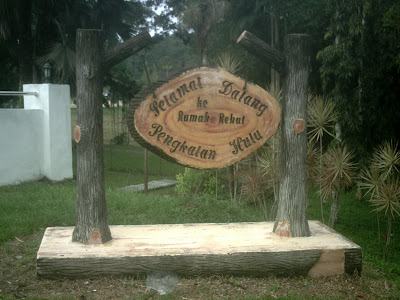 Selamat Datang
ke
Rumah Rehat
Pengkalan Hulu